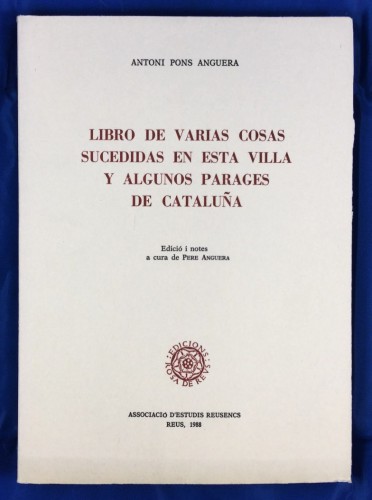 ANTONI PONS ANGUERA
LIBRO DE VARIAS COSAS
SUCEDIDAS EN ESTA VILLA
Y ALGUNOS PARAGES
DE CATALUÑA
Edició i notes
a cura de PERE ANGUERA
EDICIONS
ROSA DE REUS
ASSOCIACIÓ D'ESTUDIS REUSENCS
REUS, 1988